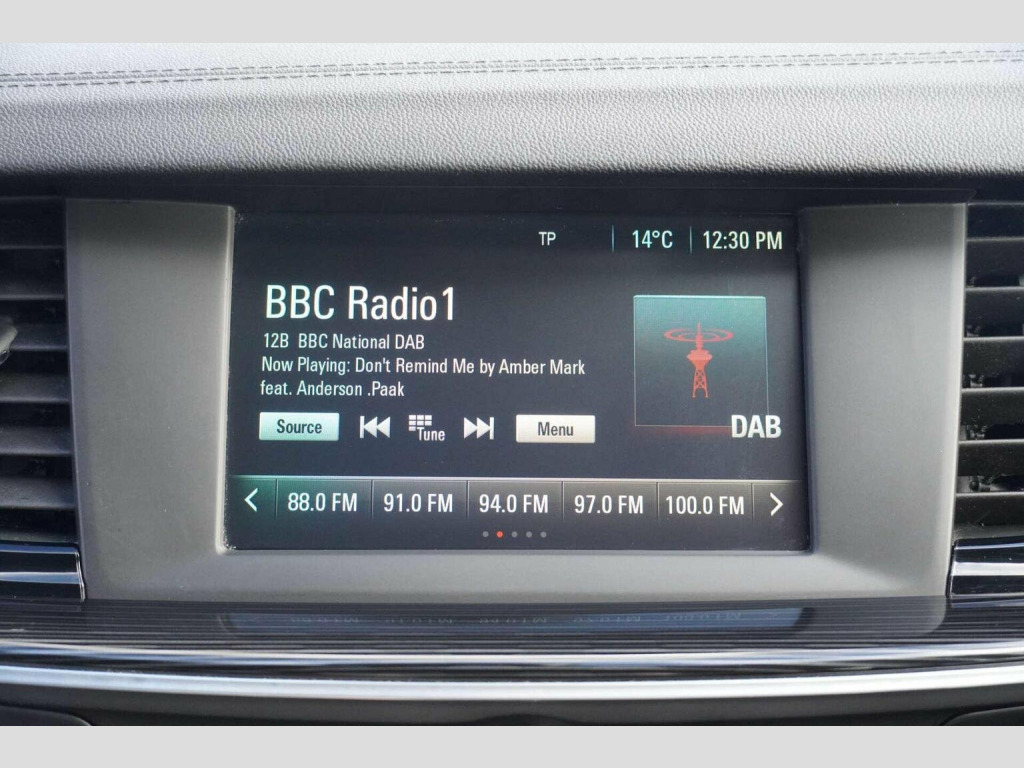 TP 14°C 12:30 PM
BBC Radio1
12B BBC National DAB
Now Playing: Don't Remind Me by Amber Mark
feat. Anderson .Paak
Source Tune Menu
DAB
88.0 FM 91.0 FM 94.0 FM 97.0 FM 100.0 FM